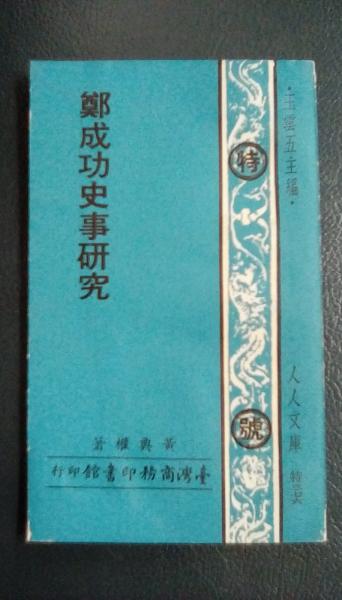 ·王雲五主編·
人人文庫 特
特
號
鄭成功史事研究
黃典權 著
臺灣商務印書館印行